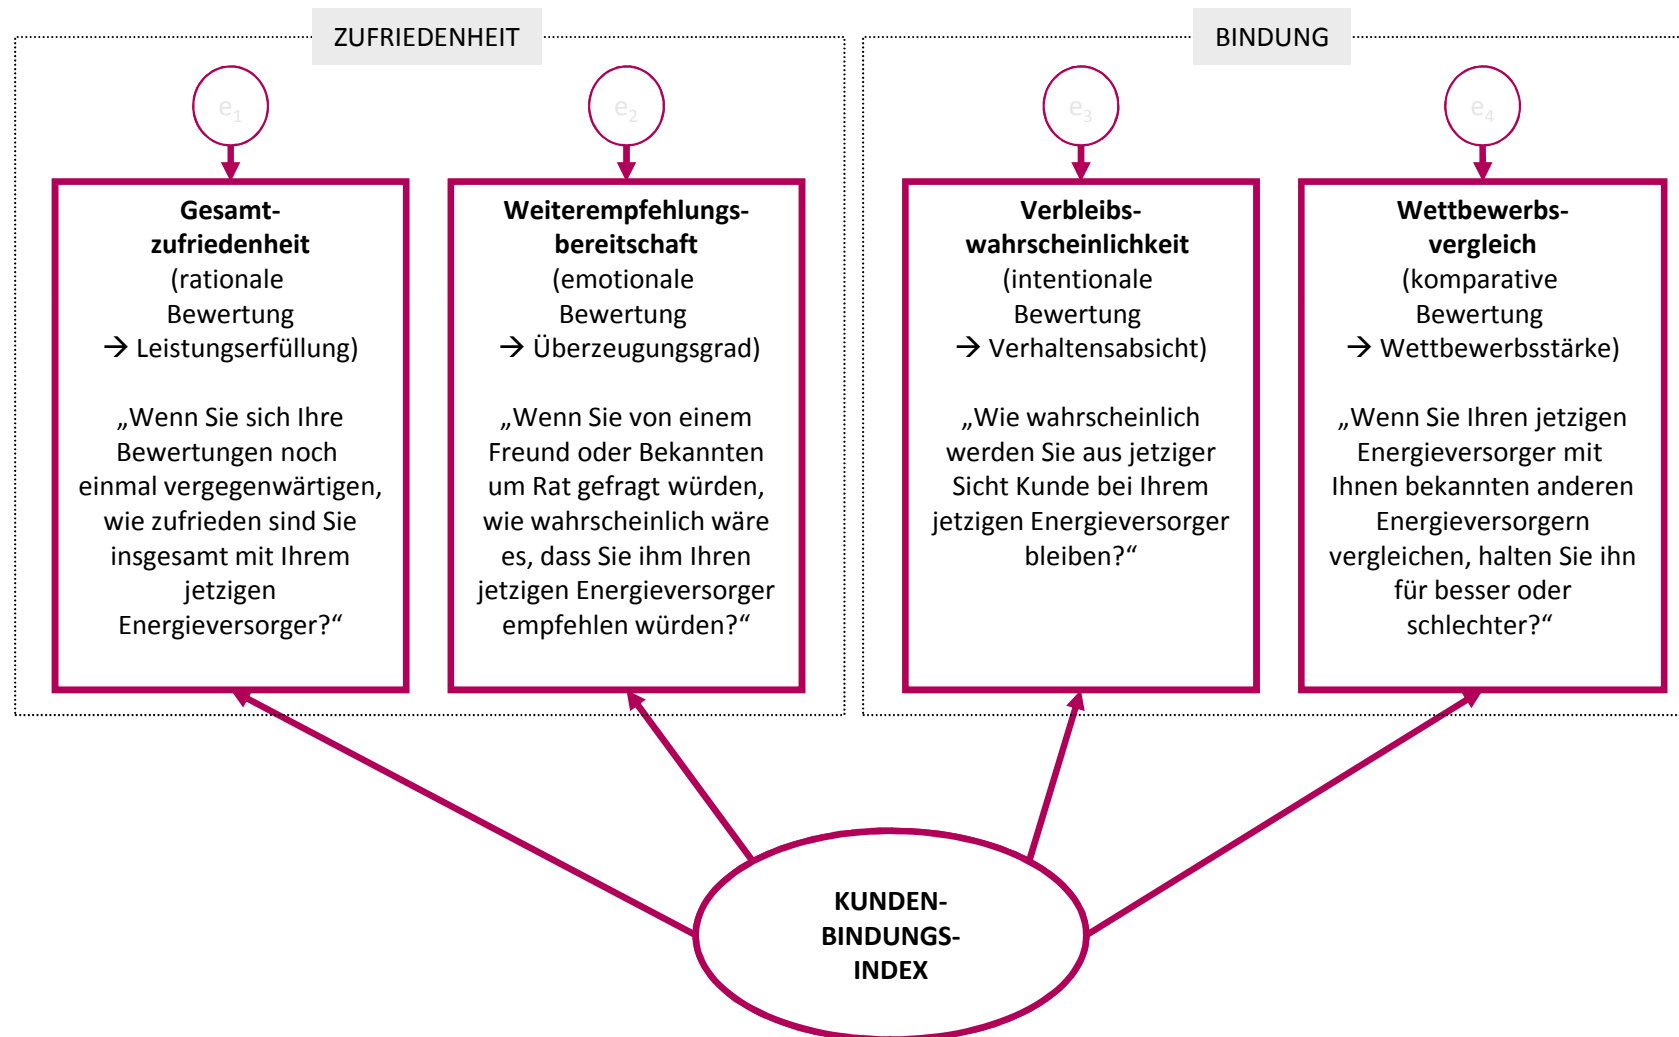 ZUFRIEDENHEIT
BINDUNG
e₁
e₂
e₃
e₄
Gesamt-
zufriedenheit
(rationale
Bewertung
→ Leistungserfüllung)
„Wenn Sie sich Ihre
Bewertungen noch
einmal vergegenwärtigen,
wie zufrieden sind Sie
insgesamt mit Ihrem
jetzigen
Energieversorger?“
Weiterempfehlungs-
bereitschaft
(emotionale
Bewertung
→ Überzeugungsgrad)
„Wenn Sie von einem
Freund oder Bekannten
um Rat gefragt würden,
wie wahrscheinlich wäre
es, dass Sie ihm Ihren
jetzigen Energieversorger
empfehlen würden?“
Verbleibs-
wahrscheinlichkeit
(intentionale
Bewertung
→ Verhaltensabsicht)
„Wie wahrscheinlich
werden Sie aus jetziger
Sicht Kunde bei Ihrem
jetzigen Energieversorger
bleiben?“
Wettbewerbs-
vergleich
(komparative
Bewertung
→ Wettbewerbsstärke)
„Wenn Sie Ihren jetzigen
Energieversorger mit
Ihnen bekannten anderen
Energieversorgern
vergleichen, halten Sie ihn
für besser oder
schlechter?“
KUNDEN-
BINDUNGS-
INDEX